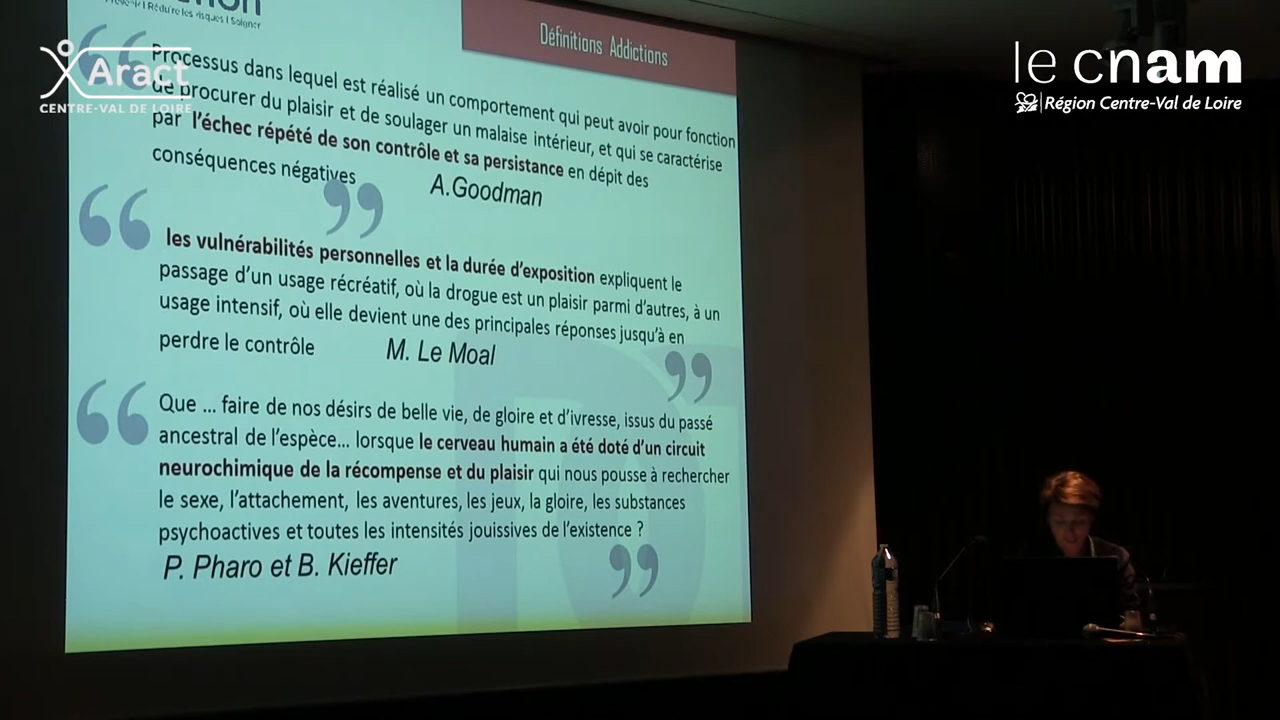 Prévenir | Réduire les risques | Soigner
Définitions Addictions
Aract
CENTRE-VAL DE LOIRE
le cnam
Région Centre-Val de Loire
“
Processus dans lequel est réalisé un comportement qui peut avoir pour fonction
de procurer du plaisir et de soulager un malaise intérieur, et qui se caractérise
par l’échec répété de son contrôle et sa persistance en dépit des
conséquences négatives ” A.Goodman
“ les vulnérabilités personnelles et la durée d’exposition expliquent le
passage d’un usage récréatif, où la drogue est un plaisir parmi d’autres, à un
usage intensif, où elle devient une des principales réponses jusqu’à en
perdre le contrôle M. Le Moal ”
“ Que ... faire de nos désirs de belle vie, de gloire et d’ivresse, issus du passé
ancestral de l’espèce... lorsque le cerveau humain a été doté d’un circuit
neurochimique de la récompense et du plaisir qui nous pousse à rechercher
le sexe, l’attachement, les aventures, les jeux, la gloire, les substances
psychoactives et toutes les intensités jouissives de l’existence ?
P. Pharo et B. Kieffer ”